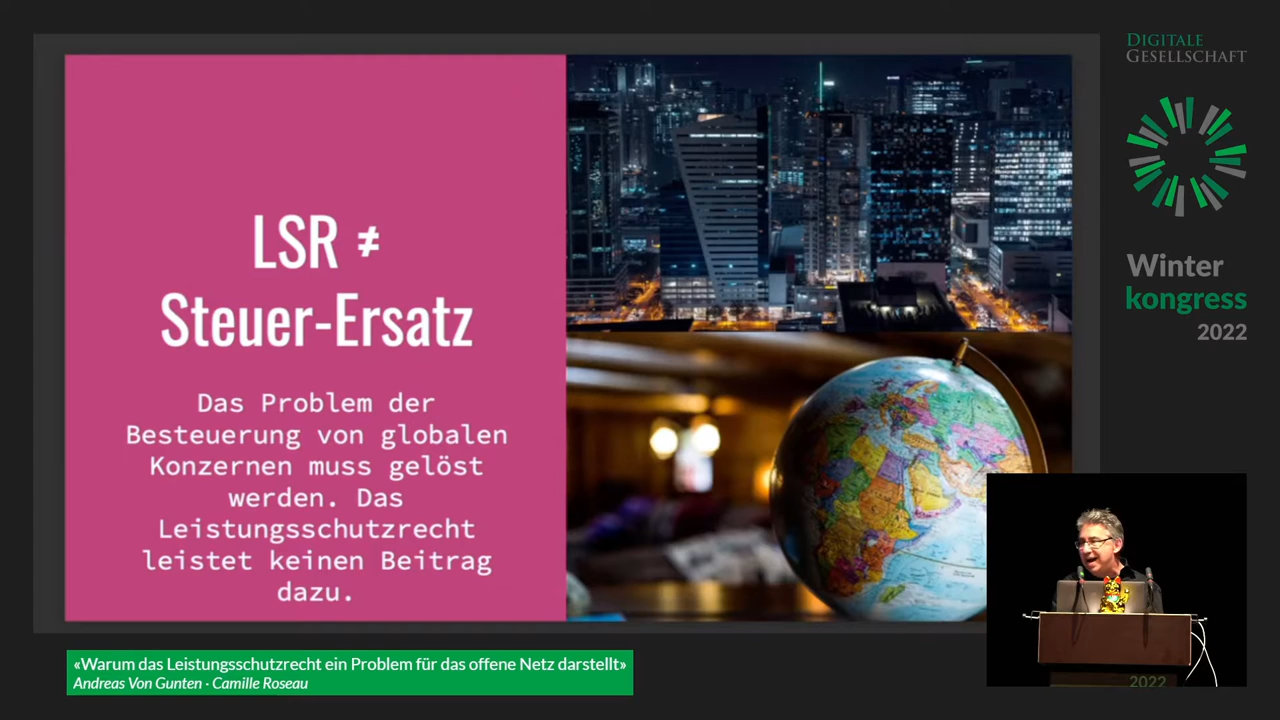 LSR ≠
Steuer-Ersatz
Das Problem der
Besteuerung von globalen
Konzernen muss gelöst
werden. Das
Leistungsschutzrecht
leistet keinen Beitrag
dazu.
DIGITALE
GESELLSCHAFT
Winter
kongress
2022
2022
«Warum das Leistungsschutzrecht ein Problem für das offene Netz darstellt»
Andreas Von Gunten · Camille Roseau